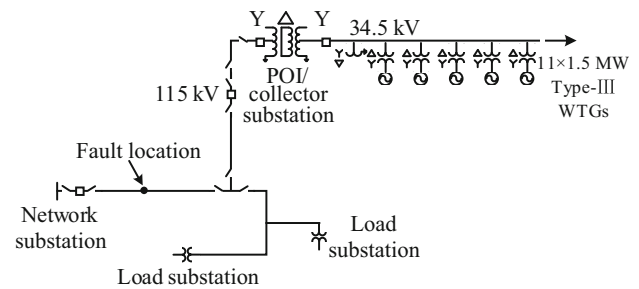 Y △ Y
34.5 kV
POI/
collector
substation
115 kV
11×1.5 MW
Type-III
WTGs
Fault location
Network
substation
Load
substation
Load substation